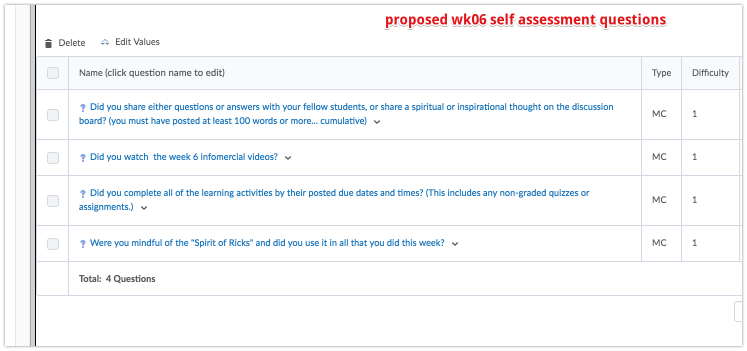 proposed wk06 self assessment questions
Delete Edit Values
Name (click question name to edit) Type Difficulty
Did you share either questions or answers with your fellow students, or share a spiritual or inspirational thought on the discussion
board? (you must have posted at least 100 words or more... cumulative) MC 1
Did you watch the week 6 infomercial videos? MC 1
Did you complete all of the learning activities by their posted due dates and times? (This includes any non-graded quizzes or
assignments.) MC 1
Were you mindful of the "Spirit of Ricks" and did you use it in all that you did this week? MC 1
Total: 4 Questions